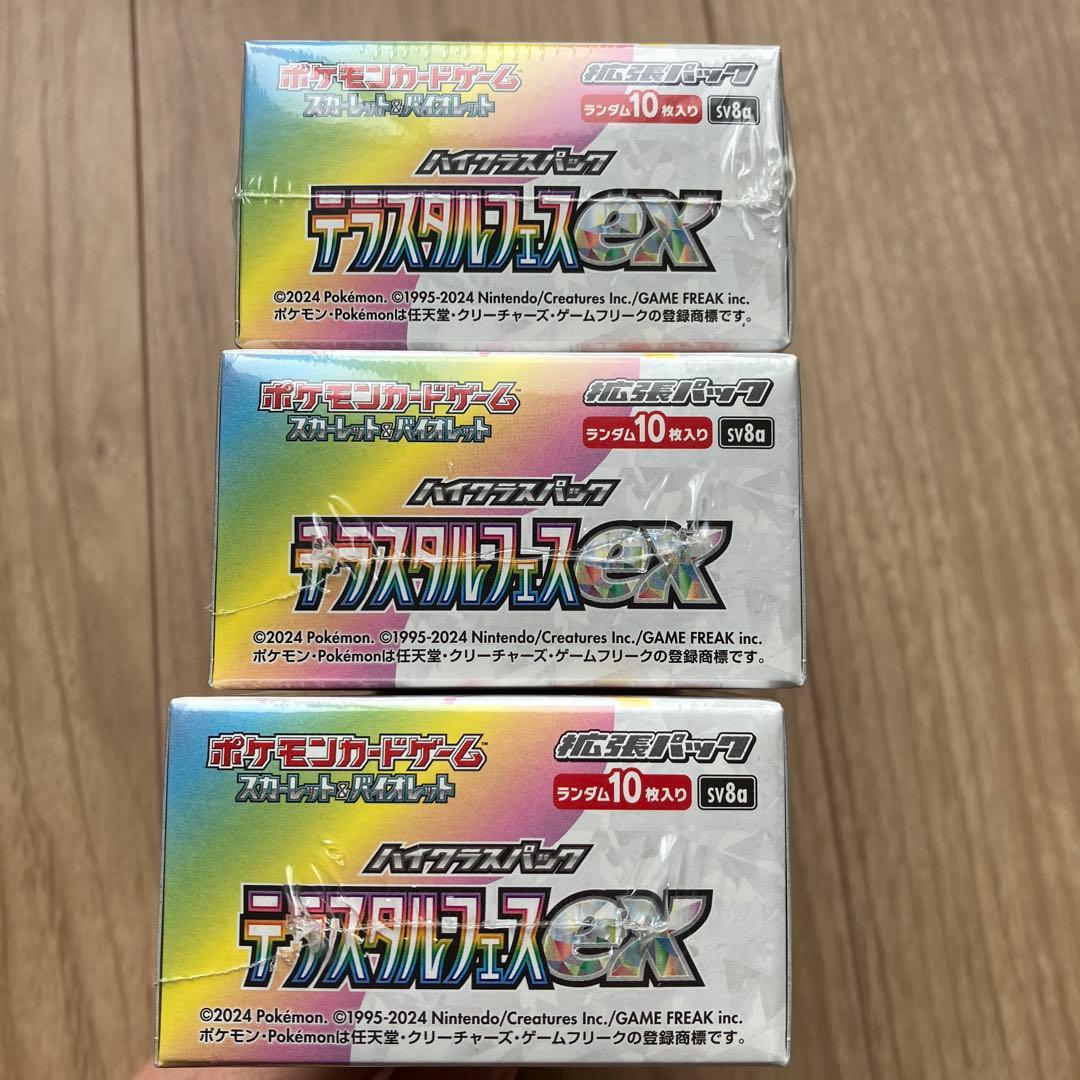 ポケモンカードゲーム™
スカーレット&バイオレット
拡張パック
ランダム10枚入り SV8a
ハイクラスパック
テラスタルフェスex
©2024 Pokémon. ©1995-2024 Nintendo/Creatures Inc./GAME FREAK inc.
ポケモン・Pokémonは任天堂・クリーチャーズ・ゲームフリークの登録商標です。
ポケモンカードゲーム™
スカーレット&バイオレット
拡張パック
ランダム10枚入り SV8a
ハイクラスパック
テラスタルフェスex
©2024 Pokémon. ©1995-2024 Nintendo/Creatures Inc./GAME FREAK inc.
ポケモン・Pokémonは任天堂・クリーチャーズ・ゲームフリークの登録商標です。
ポケモンカードゲーム™
スカーレット&バイオレット
拡張パック
ランダム10枚入り SV8a
ハイクラスパック
テラスタルフェスex
©2024 Pokémon. ©1995-2024 Nintendo/Creatures Inc./GAME FREAK inc.
ポケモン・Pokémonは任天堂・クリーチャーズ・ゲームフリークの登録商標です。